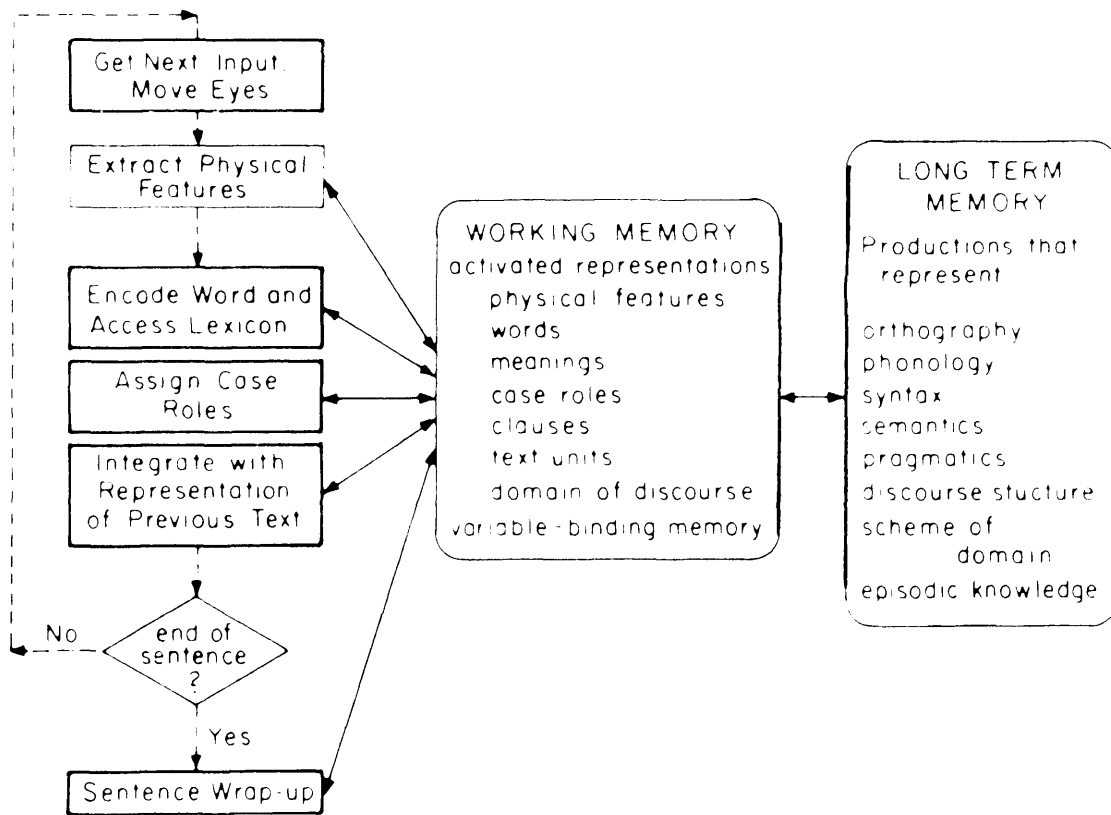 Get Next Input.
Move Eyes
Extract Physical
Features
Encode Word and
Access Lexicon
Assign Case
Roles
Integrate with
Representation
of Previous Text
No
end of
sentence
?
Yes
Sentence Wrap-up
WORKING MEMORY
activated representations
physical features
words
meanings
case roles
clauses
text units
domain of discourse
variable-binding memory
LONG TERM
MEMORY
Productions that
represent
orthography
phonology
syntax
semantics
pragmatics
discourse stucture
scheme of
domain
episodic knowledge